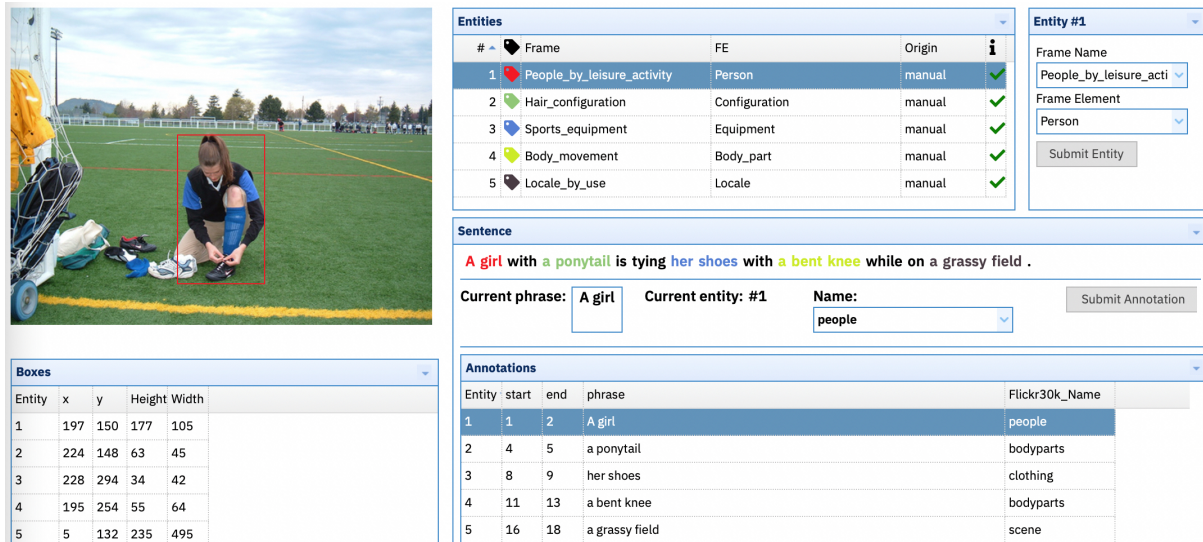 Entities
# Frame FE Origin
1 People_by_leisure_activity Person manual
2 Hair_configuration Configuration manual
3 Sports_equipment Equipment manual
4 Body_movement Body_part manual
5 Locale_by_use Locale manual
Entity #1
Frame Name
People_by_leisure_acti
Frame Element
Person
Submit Entity
Sentence
A girl with a ponytail is tying her shoes with a bent knee while on a grassy field .
Current phrase: A girl Current entity: #1 Name:
people
Submit Annotation
Boxes
Entity x y Height Width
1 197 150 177 105
2 224 148 63 45
3 228 294 34 42
4 195 254 55 64
5 5 132 235 495
Annotations
Entity start end phrase Flickr30k_Name
1 1 2 A girl people
2 4 5 a ponytail bodyparts
3 8 9 her shoes clothing
4 11 13 a bent knee bodyparts
5 16 18 a grassy field scene